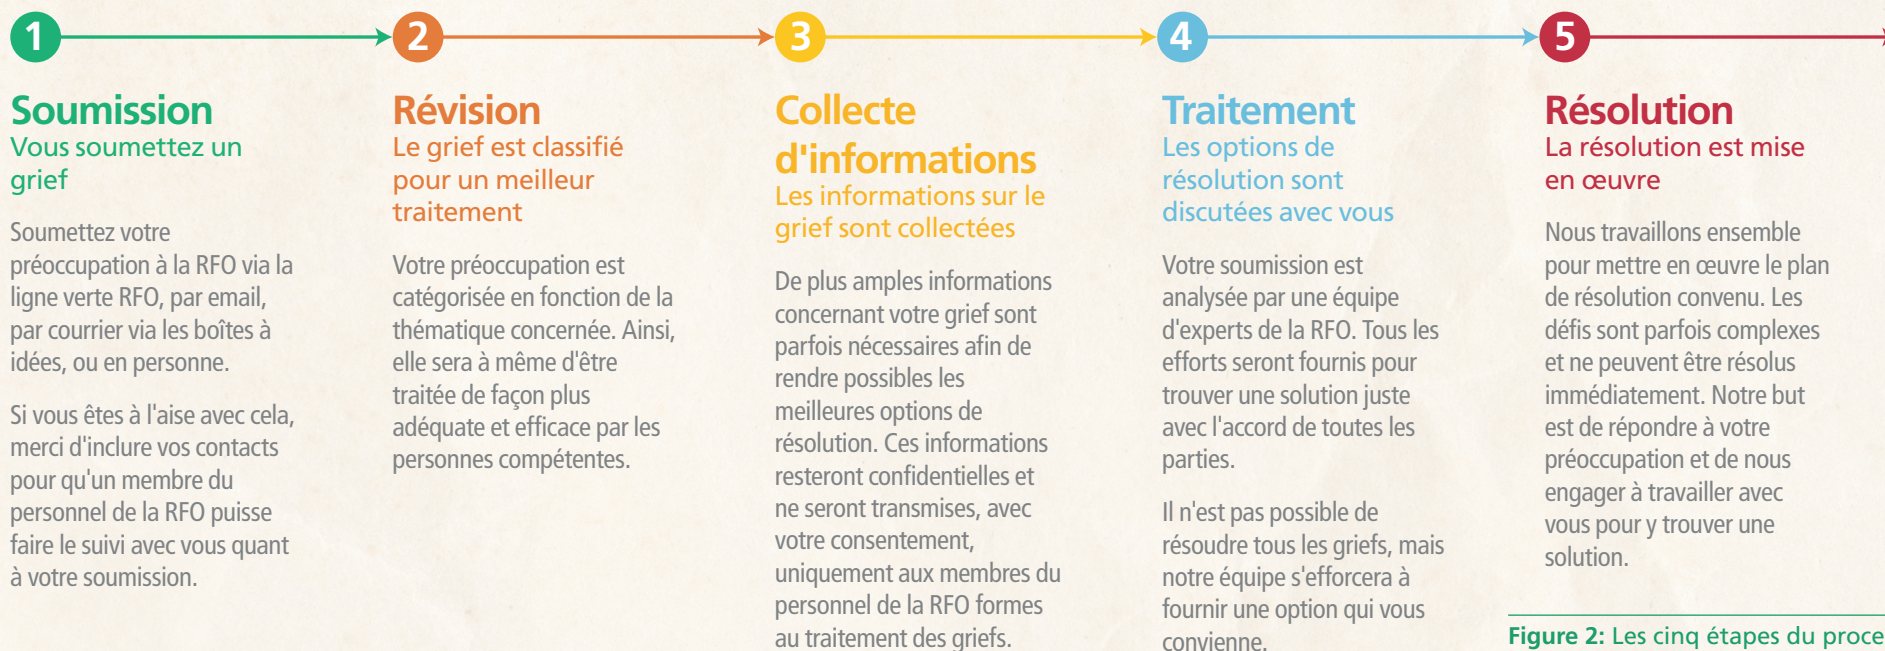 1
Soumission
Vous soumettez un
grief
Soumettez votre
préoccupation à la RFO via la
ligne verte RFO, par email,
par courrier via les boîtes à
idées, ou en personne.
Si vous êtes à l'aise avec cela,
merci d'inclure vos contacts
pour qu'un membre du
personnel de la RFO puisse
faire le suivi avec vous quant
à votre soumission.
2
Révision
Le grief est classifié
pour un meilleur
traitement
Votre préoccupation est
catégorisée en fonction de la
thématique concernée. Ainsi,
elle sera à même d'être
traitée de façon plus
adéquate et efficace par les
personnes compétentes.
3
Collecte
d'informations
Les informations sur le
grief sont collectées
De plus amples informations
concernant votre grief sont
parfois nécessaires afin de
rendre possibles les
meilleures options de
résolution. Ces informations
resteront confidentielles et
ne seront transmises, avec
votre consentement,
uniquement aux membres du
personnel de la RFO formes
au traitement des griefs.
4
Traitement
Les options de
résolution sont
discutées avec vous
Votre soumission est
analysée par une équipe
d'experts de la RFO. Tous les
efforts seront fournis pour
trouver une solution juste
avec l'accord de toutes les
parties.
Il n'est pas possible de
résoudre tous les griefs, mais
notre équipe s'efforcera à
fournir une option qui vous
convienne.
5
Résolution
La résolution est mise
en œuvre
Nous travaillons ensemble
pour mettre en œuvre le plan
de résolution convenu. Les
défis sont parfois complexes
et ne peuvent être résolus
immédiatement. Notre but
est de répondre à votre
préoccupation et de nous
engager à travailler avec
vous pour y trouver une
solution.
Figure 2: Les cinq étapes du proce